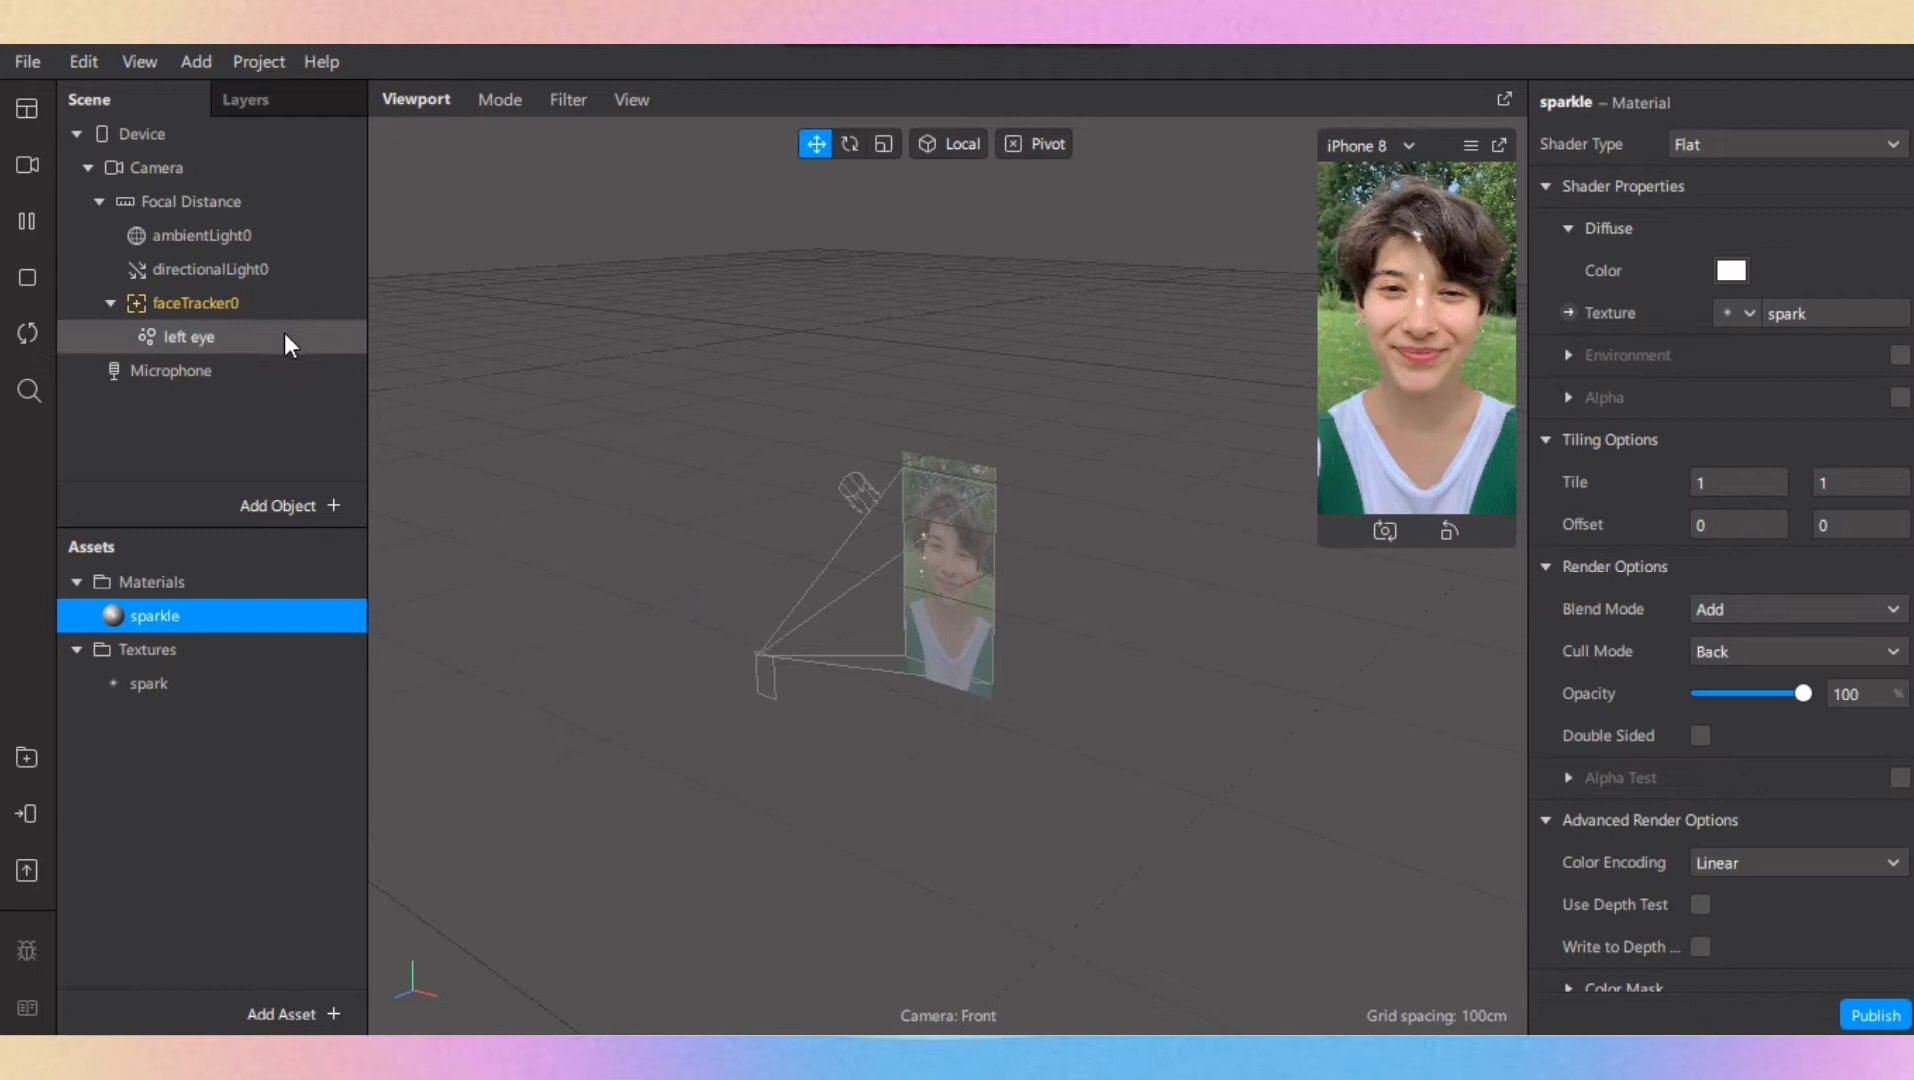 File Edit View Add Project Help
Scene Layers
Device
Camera
Focal Distance
ambientLight0
directionalLight0
faceTracker0
left eye
Microphone
Add Object +
Assets
Materials
sparkle
Textures
spark
Add Asset +
Viewport Mode Filter View
Local Pivot
iPhone 8
Camera: Front
Grid spacing: 100cm
sparkle – Material
Shader Type Flat
Shader Properties
Diffuse
Color
Texture spark
Environment
Alpha
Tiling Options
Tile 1 1
Offset 0 0
Render Options
Blend Mode Add
Cull Mode Back
Opacity 100 %
Double Sided
Alpha Test
Advanced Render Options
Color Encoding Linear
Use Depth Test
Write to Depth ...
Color Mask
Publish